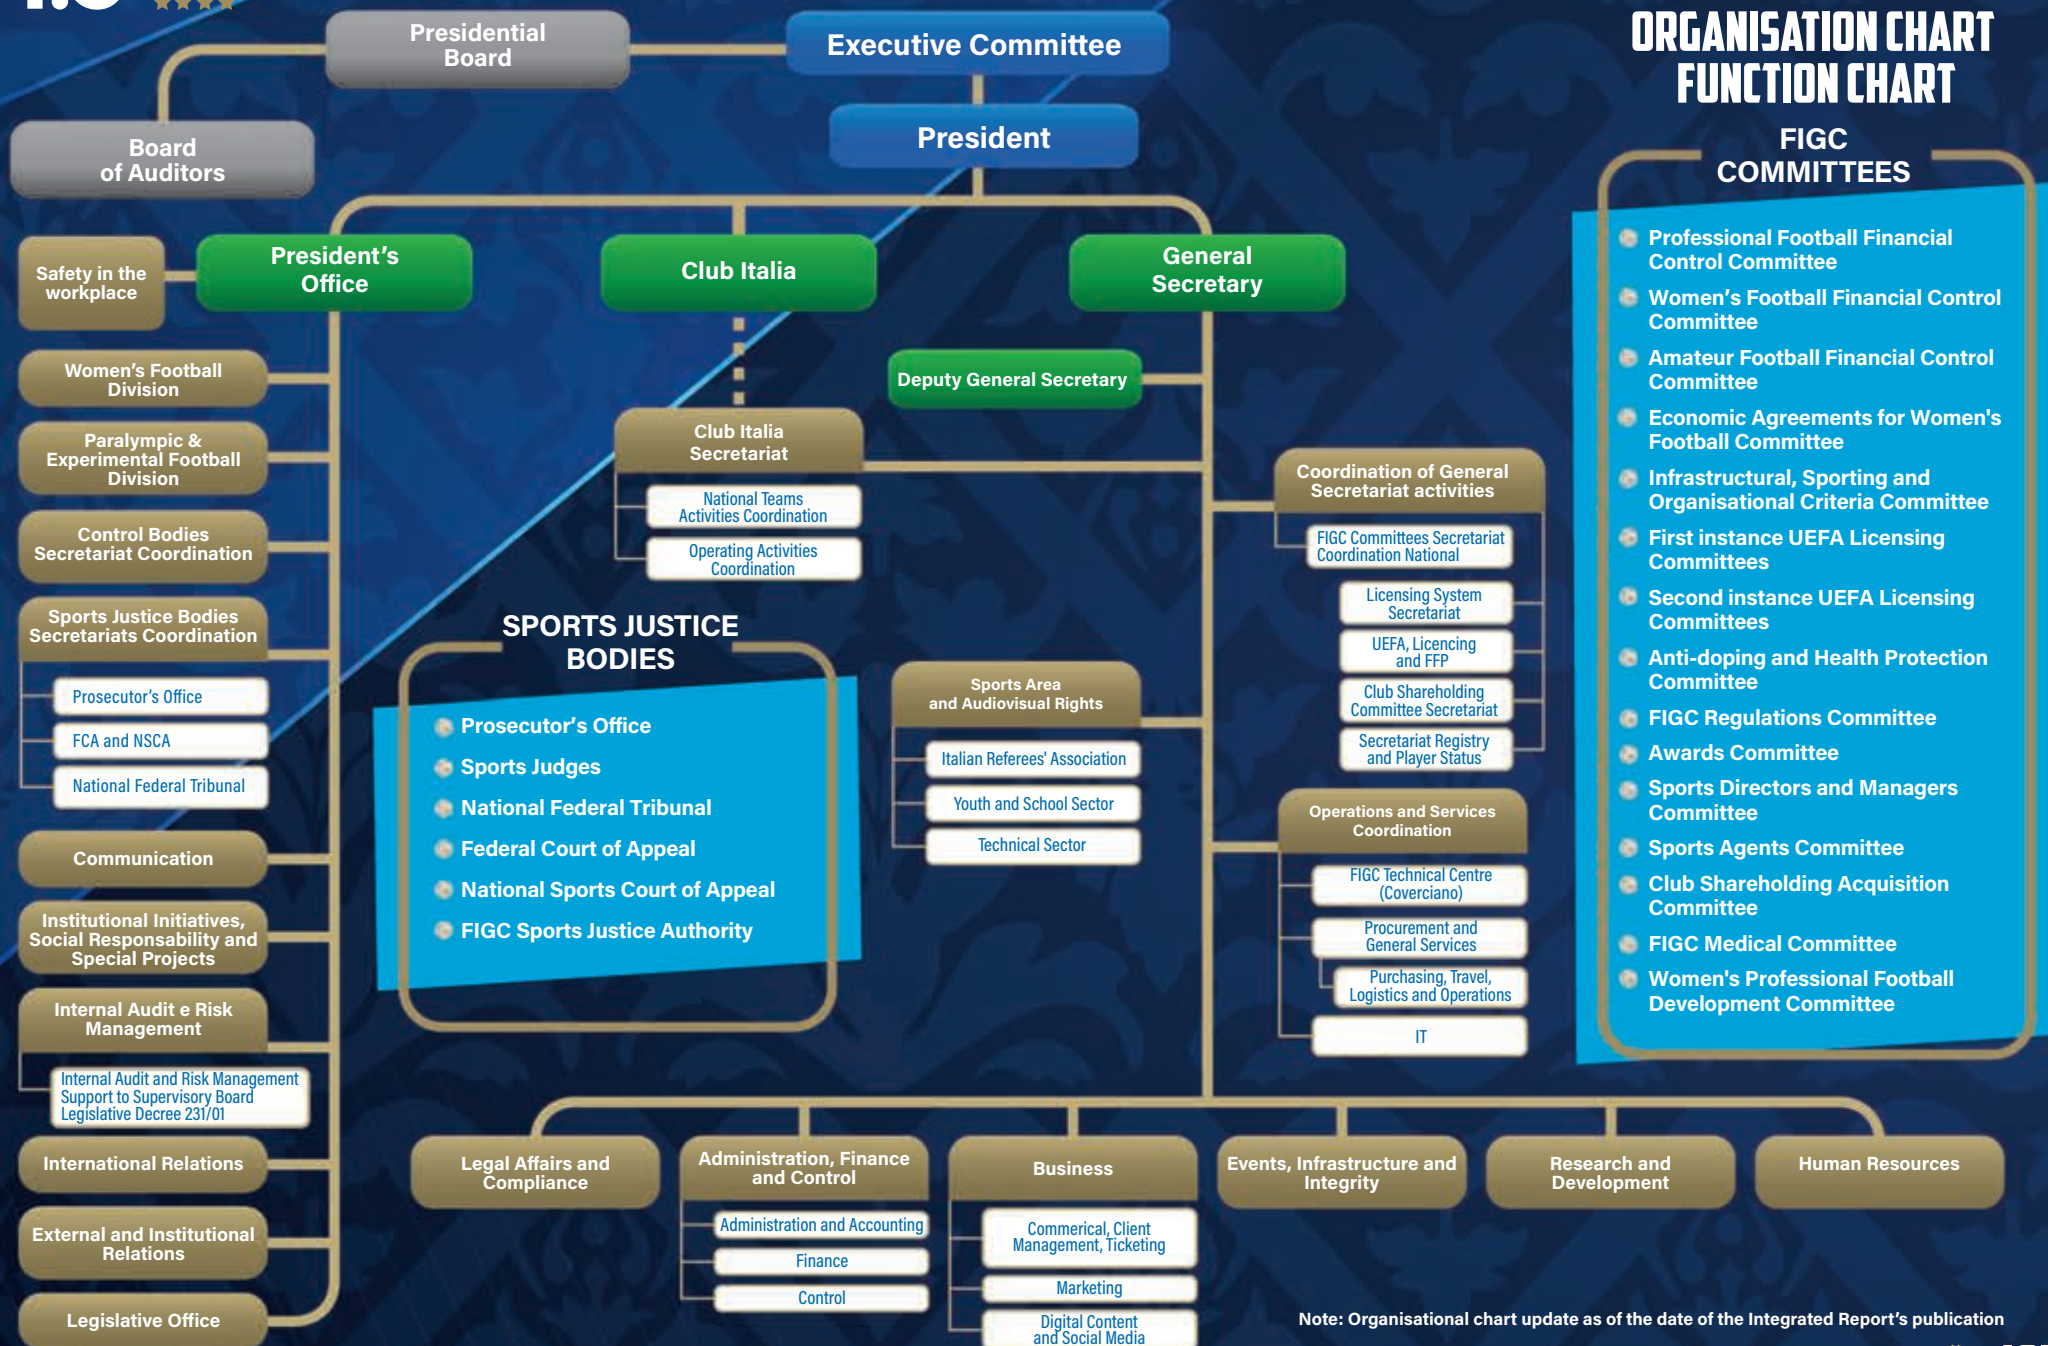 ORGANISATION CHART
FUNCTION CHART
Presidential
Board
Executive Committee
President
Board
of Auditors
President's
Office
Club Italia
General
Secretary
Safety in the
workplace
Deputy General Secretary
Women's Football
Division
Paralympic &
Experimental Football
Division
Control Bodies
Secretariat Coordination
Sports Justice Bodies
Secretariats Coordination
Prosecutor's Office
FCA and NSCA
National Federal Tribunal
Communication
Institutional Initiatives,
Social Responsability and
Special Projects
Internal Audit e Risk
Management
Internal Audit and Risk Management
Support to Supervisory Board
Legislative Decree 231/01
International Relations
External and Institutional
Relations
Legislative Office
Club Italia
Secretariat
National Teams
Activities Coordination
Operating Activities
Coordination
SPORTS JUSTICE
BODIES
Prosecutor's Office
Sports Judges
National Federal Tribunal
Federal Court of Appeal
National Sports Court of Appeal
FIGC Sports Justice Authority
Sports Area
and Audiovisual Rights
Italian Referees' Association
Youth and School Sector
Technical Sector
Coordination of General
Secretariat activities
FIGC Committees Secretariat
Coordination National
Licensing System
Secretariat
UEFA, Licencing
and FFP
Club Shareholding
Committee Secretariat
Secretariat Registry
and Player Status
Operations and Services
Coordination
FIGC Technical Centre
(Coverciano)
Procurement and
General Services
Purchasing, Travel,
Logistics and Operations
IT
Legal Affairs and
Compliance
Administration, Finance
and Control
Administration and Accounting
Finance
Control
Business
Commerical, Client
Management, Ticketing
Marketing
Digital Content
and Social Media
Events, Infrastructure and
Integrity
Research and
Development
Human Resources
FIGC
COMMITTEES
Professional Football Financial
Control Committee
Women's Football Financial Control
Committee
Amateur Football Financial Control
Committee
Economic Agreements for Women's
Football Committee
Infrastructural, Sporting and
Organisational Criteria Committee
First instance UEFA Licensing
Committees
Second instance UEFA Licensing
Committees
Anti-doping and Health Protection
Committee
FIGC Regulations Committee
Awards Committee
Sports Directors and Managers
Committee
Sports Agents Committee
Club Shareholding Acquisition
Committee
FIGC Medical Committee
Women's Professional Football
Development Committee
Note: Organisational chart update as of the date of the Integrated Report's publication